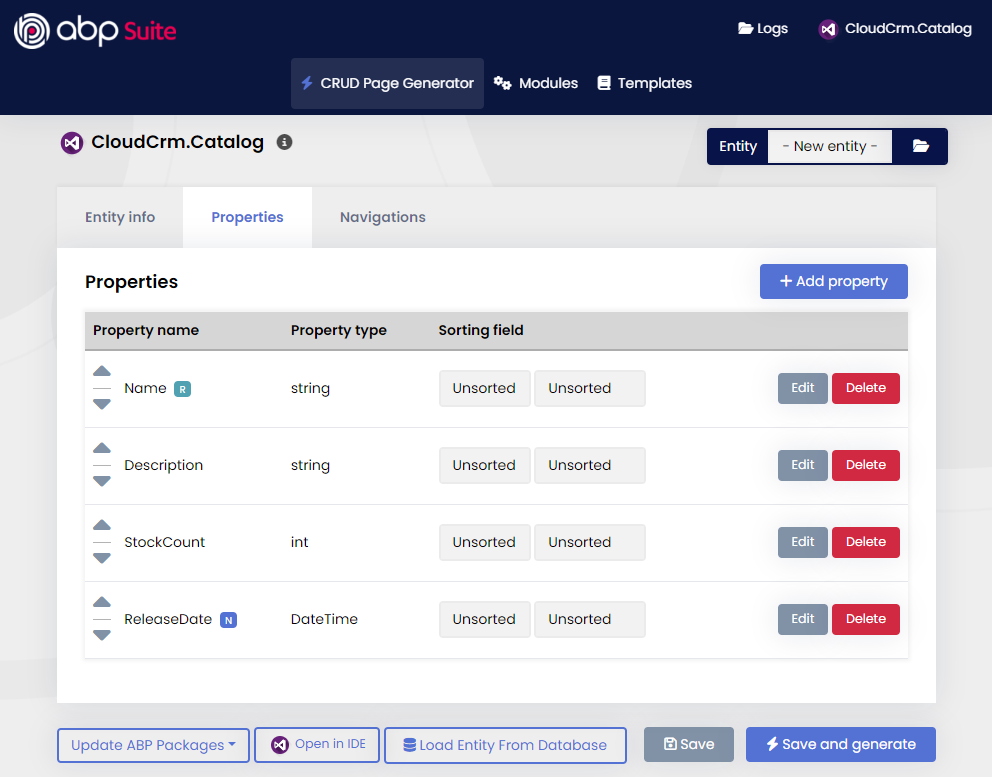 abp Suite
Logs
CloudCrm.Catalog
CRUD Page Generator
Modules
Templates
CloudCrm.Catalog
Entity
- New entity -
Entity info
Properties
Navigations
Properties
Add property
Property name
Property type
Sorting field
Name R
string
Unsorted
Unsorted
Edit
Delete
Description
string
Unsorted
Unsorted
Edit
Delete
StockCount
int
Unsorted
Unsorted
Edit
Delete
ReleaseDate N
DateTime
Unsorted
Unsorted
Edit
Delete
Update ABP Packages
Open in IDE
Load Entity From Database
Save
Save and generate